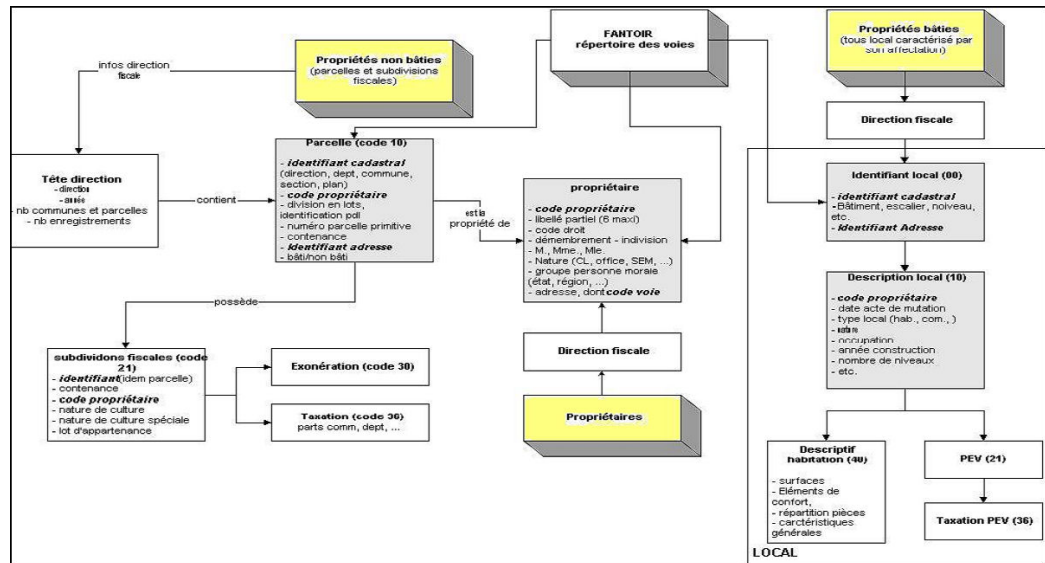 Propriétés non bâties
(parcelles et subdivisions
fiscales)
FANTOIR
répertoire des voies
Propriétés bâties
(tous local caractérisé par
son affectation)
infos direction
fiscale
Direction fiscale
Tête direction
- direction
- année
- nb communes et parcelles
- nb enregistrements
contient
Parcelle (code 10)
- identifiant cadastral
(direction, dept, commune,
section, plan)
- code propriétaire
- division en lots,
identification pdl
- numéro parcelle primitive
- contenance
- Identifiant adresse
- bâti/non bâti
est la
propriété de
propriétaire
- code propriétaire
- libellé partiel (6 maxi)
- code droit
- démembrement - indivision
- M., Mme., Mle.
- Nature (CL, office, SEM, ...)
- groupe personne morale
(état, région, ...)
- adresse, dont code voie
Identifiant local (00)
- identifiant cadastral
-Bâtiment, escalier, noiveau,
etc.
- Identifiant Adresse
Description local (10)
- code propriétaire
- date acte de mutation
- type local (hab., com., )
- nature
- occupation
- année construction
- nombre de niveaux
- etc.
possède
subdividons fiscales (code
21)
- identifiant (idem parcelle)
- contenance
- code propriétaire
- nature de culture
- nature de culture spéciale
- lot d'appartenance
Exonération (code 30)
Taxation (code 36)
parts comm, dept, ...
Direction fiscale
Propriétaires
Descriptif
habitation (40)
- surfaces
- Eléments de
confort,
- répartition pièces
- carctéristiques
générales
PEV (21)
Taxation PEV (36)
LOCAL